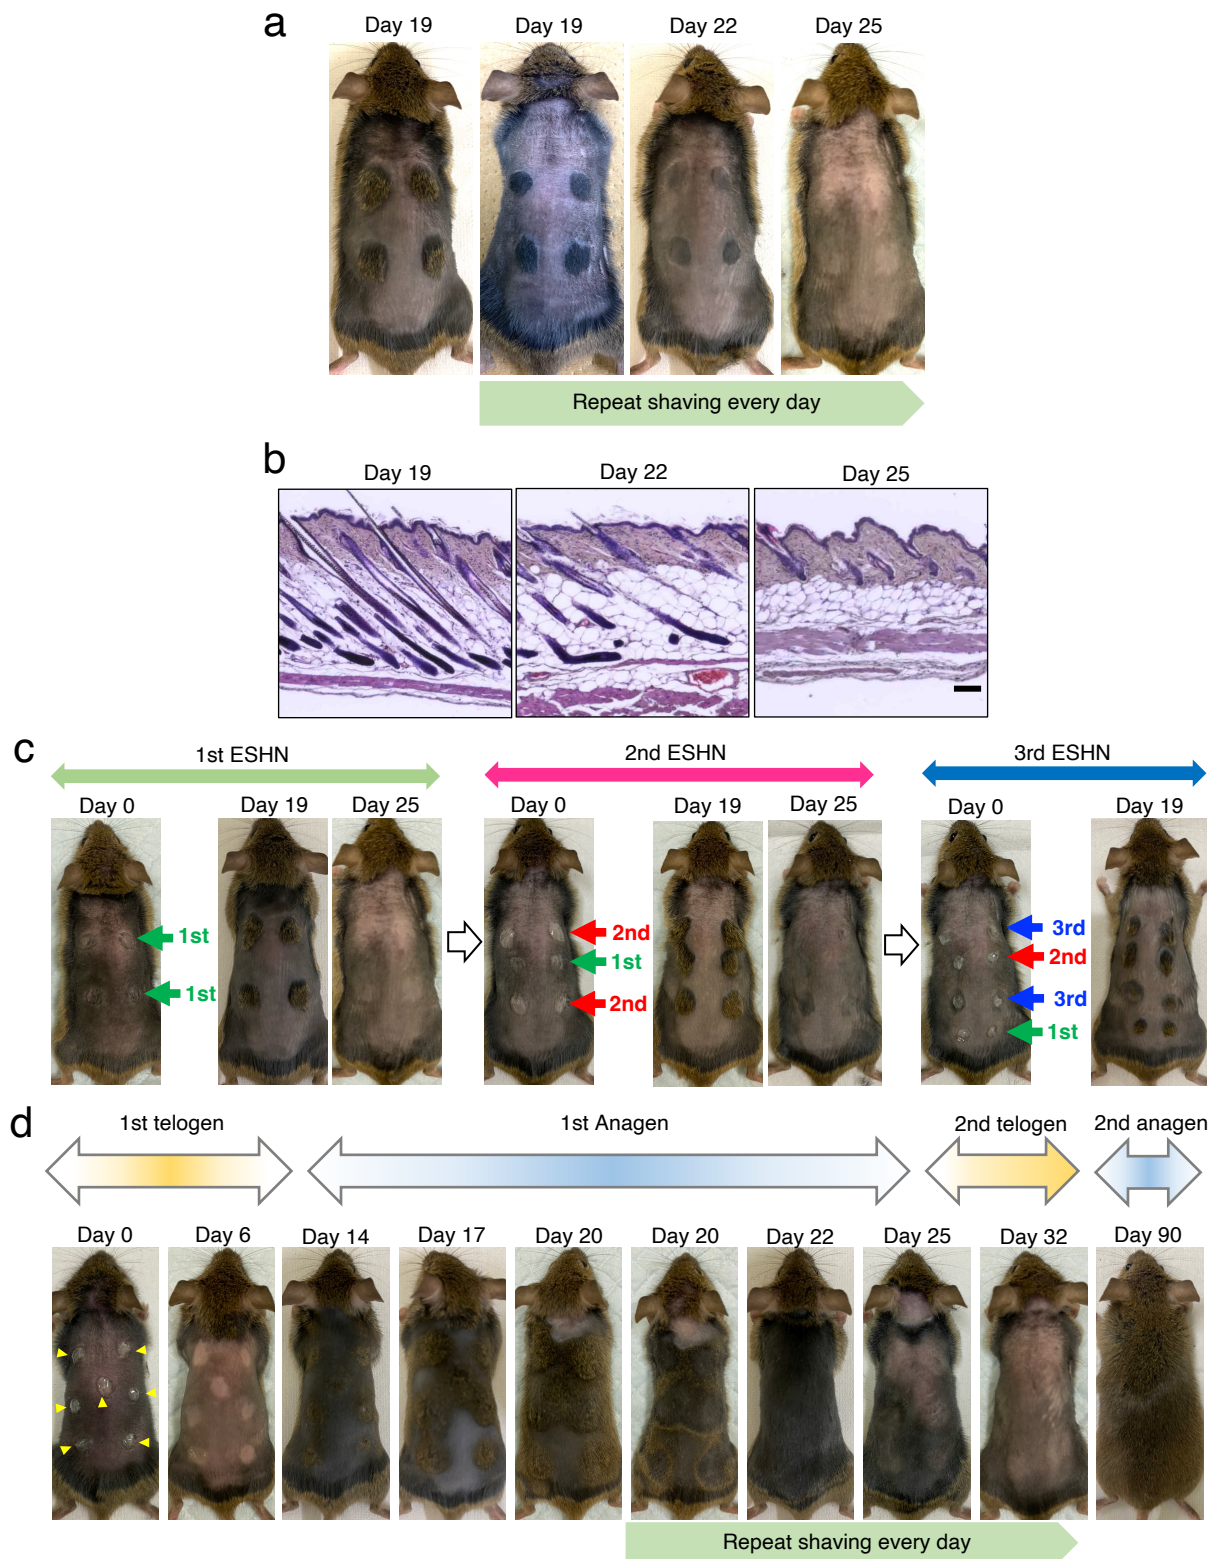 a
Day 19 Day 19 Day 22 Day 25
Repeat shaving every day
b
Day 19 Day 22 Day 25
c
1st ESHN 2nd ESHN 3rd ESHN
Day 0 Day 19 Day 25 Day 0 Day 19 Day 25 Day 0 Day 19
1st 2nd 3rd
1st 2nd
1st 2nd 3rd
1st
d
1st telogen 1st Anagen 2nd telogen 2nd anagen
Day 0 Day 6 Day 14 Day 17 Day 20 Day 20 Day 22 Day 25 Day 32 Day 90
Repeat shaving every day